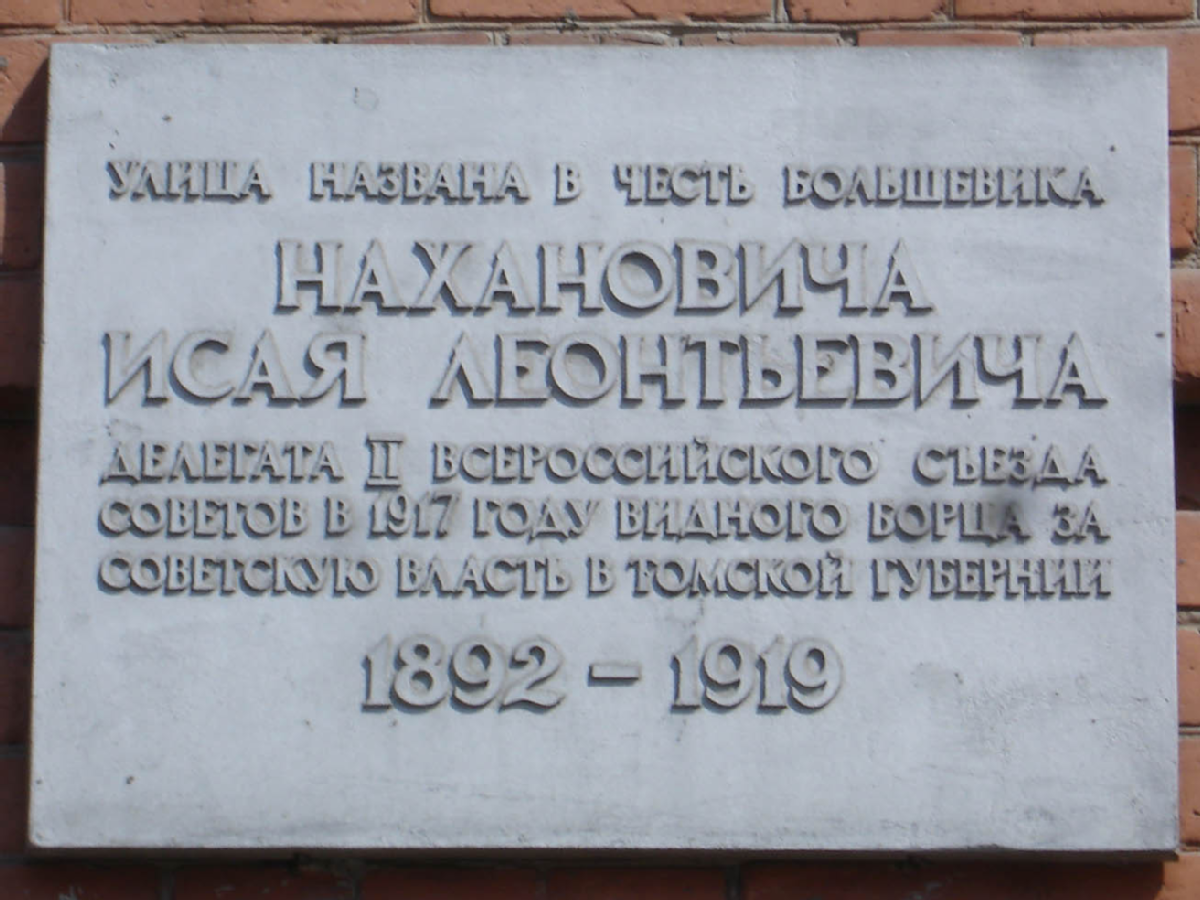 УЛИЦА НАЗВАНА В ЧЕСТЬ БОЛЬШЕВИКА
НАХАНОВИЧА
ИСАЯ ЛЕОНТЬЕВИЧА
ДЕЛЕГАТА II ВСЕРОССИЙСКОГО СЪЕЗДА
СОВЕТОВ В 1917 ГОДУ ВИДНОГО БОРЦА ЗА
СОВЕТСКУЮ ВЛАСТЬ В ТОМСКОЙ ГУБЕРНИИ
1892 – 1919